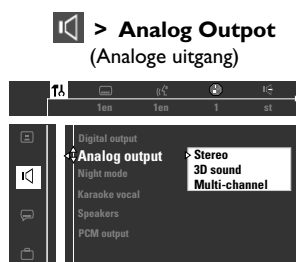 > Analog Outpot
(Analoge uitgang)
1en 1en 1 st
Digital output
Analog output
Stereo
3D sound
Multi-channel
Night mode
Karaoke vocal
Speakers
PCM output